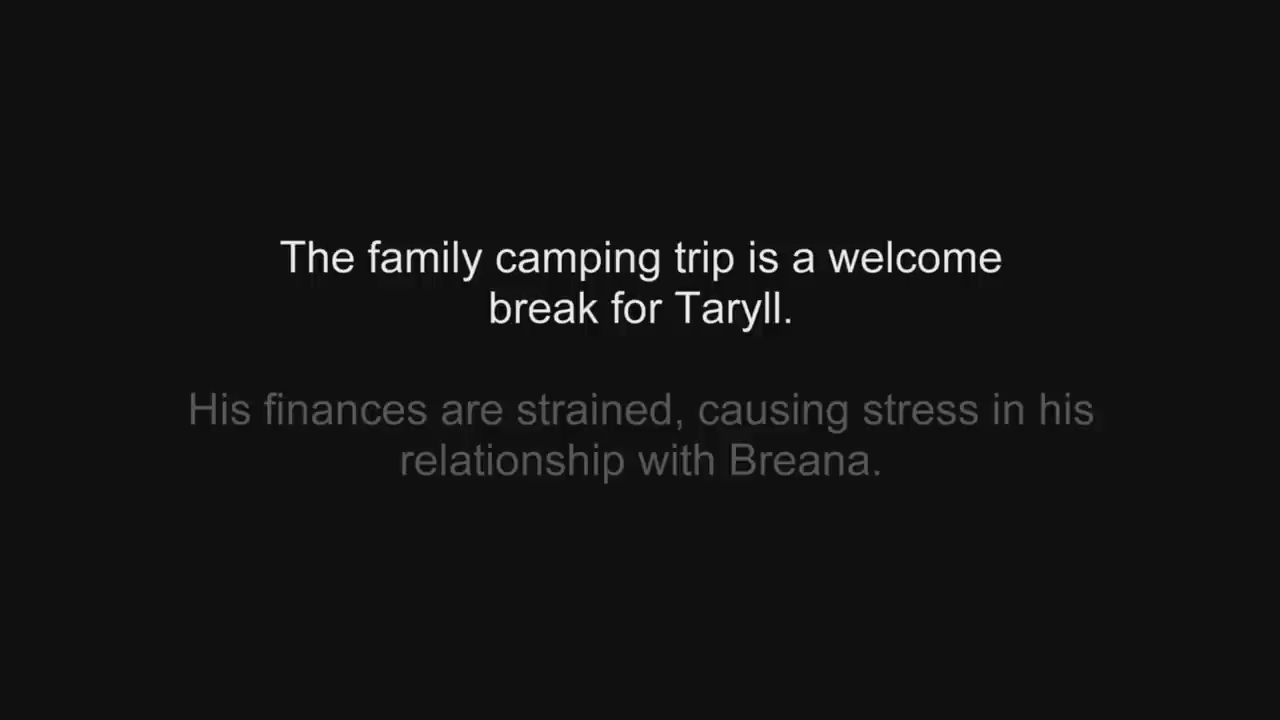 The family camping trip is a welcome
break for Taryll.
His finances are strained, causing stress in his
relationship with Breana.